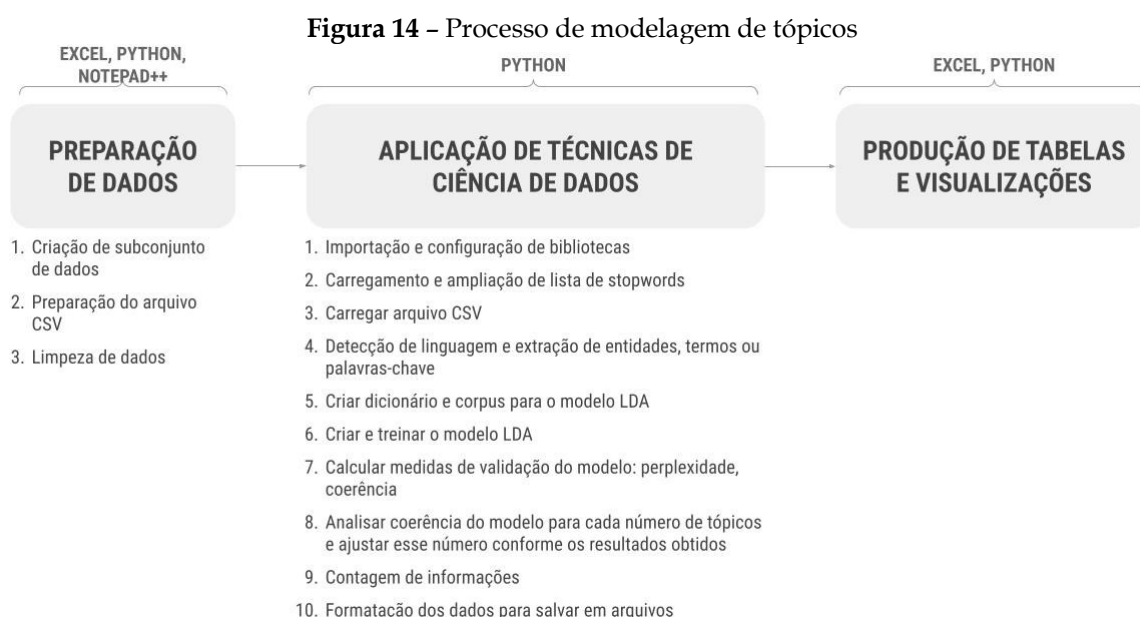 Figura 14 – Processo de modelagem de tópicos
EXCEL, PYTHON,
NOTEPAD++
PREPARAÇÃO
DE DADOS
1. Criação de subconjunto
de dados
2. Preparação do arquivo
CSV
3. Limpeza de dados
PYTHON
APLICAÇÃO DE TÉCNICAS DE
CIÊNCIA DE DADOS
1. Importação e configuração de bibliotecas
2. Carregamento e ampliação de lista de stopwords
3. Carregar arquivo CSV
4. Detecção de linguagem e extração de entidades, termos ou
palavras-chave
5. Criar dicionário e corpus para o modelo LDA
6. Criar e treinar o modelo LDA
7. Calcular medidas de validação do modelo: perplexidade,
coerência
8. Analisar coerência do modelo para cada número de tópicos
e ajustar esse número conforme os resultados obtidos
9. Contagem de informações
10. Formatação dos dados para salvar em arquivos
EXCEL, PYTHON
PRODUÇÃO DE TABELAS
E VISUALIZAÇÕES